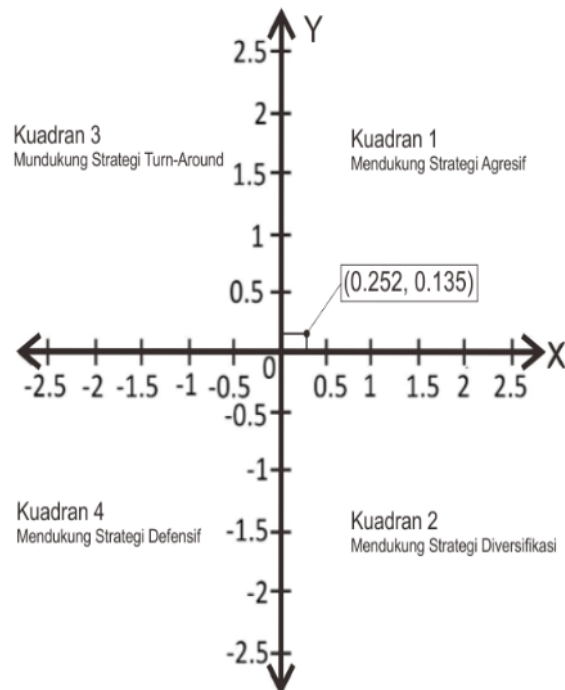 Y
2.5
2
Kuadran 3
Mundukung Strategi Turn-Around
Kuadran 1
Mendukung Strategi Agresif
1.5
1
0.5
(0.252, 0.135)
X
0
-2.5 -2 -1.5 -1 -0.5 0.5 1 1.5 2 2.5
-0.5
-1
Kuadran 4
Mendukung Strategi Defensif
-1.5
Kuadran 2
Mendukung Strategi Diversifikasi
-2
-2.5